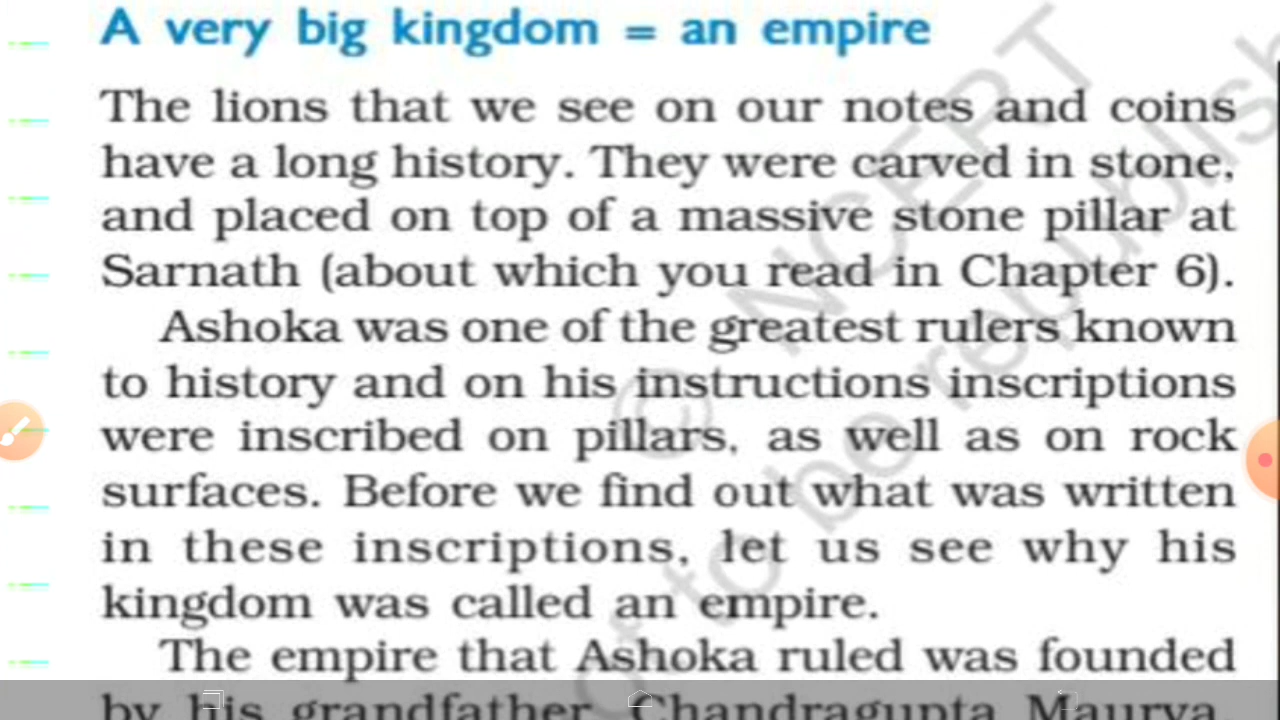 A very big kingdom = an empire
The lions that we see on our notes and coins
have a long history. They were carved in stone,
and placed on top of a massive stone pillar at
Sarnath (about which you read in Chapter 6).
Ashoka was one of the greatest rulers known
to history and on his instructions inscriptions
were inscribed on pillars, as well as on rock
surfaces. Before we find out what was written
in these inscriptions, let us see why his
kingdom was called an empire.
The empire that Ashoka ruled was founded
by his grandfather, Chandragupta Maurya,
© NCERT
not to be republish